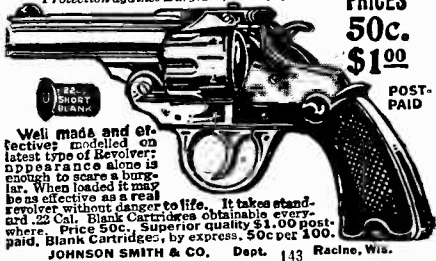 Protection against Burglars,
PRICES
50c.
$1.00
POST-
PAID
.22
SHORT
BLANK
Well made and ef-
fective; modelled on
latest type of Revolver;
appearance alone is
enough to scare a burg-
lar. When loaded it may
be as effective as a real
revolver without danger to life. It takes stand-
ard .22 Cal. Blank Cartridges obtainable every-
where. Price 50c., Superior quality $1.00 post-
paid. Blank Cartridges, by express, 50c per 100.
JOHNSON SMITH & CO. Dept. 143 Racine, Wis.